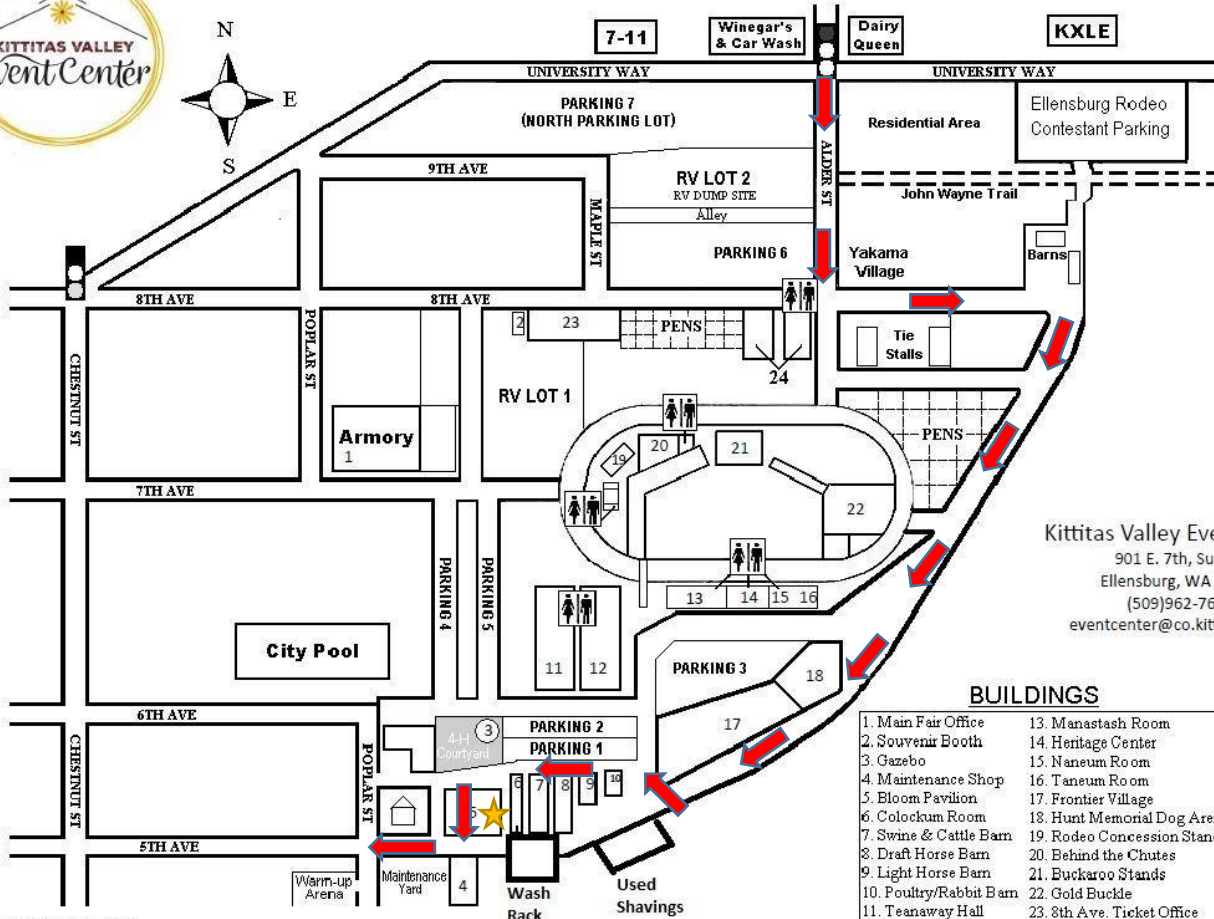 KITTITAS VALLEY
Event Center
N
E
S
7-11
Winegar's
& Car Wash
Dairy
Queen
KXLE
UNIVERSITY WAY
UNIVERSITY WAY
PARKING 7
(NORTH PARKING LOT)
Residential Area
Ellensburg Rodeo
Contestant Parking
9TH AVE
ALDER ST
RV LOT 2
RV DUMP SITE
Alley
John Wayne Trail
MAPLE ST
PARKING 6
Yakama
Village
Barns
8TH AVE
8TH AVE
POPLAR ST
2
23
PENS
24
Tie
Stalls
CHESTNUT ST
RV LOT 1
Armory
1
19
20
21
22
PENS
7TH AVE
PARKING 4
PARKING 5
13
14
15
16
11
12
City Pool
PARKING 3
18
17
6TH AVE
4-H
Courtyard
3
PARKING 2
PARKING 1
CHESTNUT ST
POPLAR ST
5
6
7
8
9
10
5TH AVE
Warm-up
Arena
Maintenance
Yard
4
Wash
Rack
Used
Shavings
Kittitas Valley Eve
901 E. 7th, Su
Ellensburg, WA
(509)962-76
eventcenter@co.kitt
BUILDINGS
1. Main Fair Office
2. Souvenir Booth
3. Gazebo
4. Maintenance Shop
5. Bloom Pavilion
6. Colockum Room
7. Swine & Cattle Barn
8. Draft Horse Barn
9. Light Horse Barn
10. Poultry/Rabbit Barn
11. Teanaway Hall
13. Manastash Room
14. Heritage Center
15. Naneum Room
16. Taneum Room
17. Frontier Village
18. Hunt Memorial Dog Are
19. Rodeo Concession Stan
20. Behind the Chutes
21. Buckaroo Stands
22. Gold Buckle
23. 8th Ave. Ticket Office